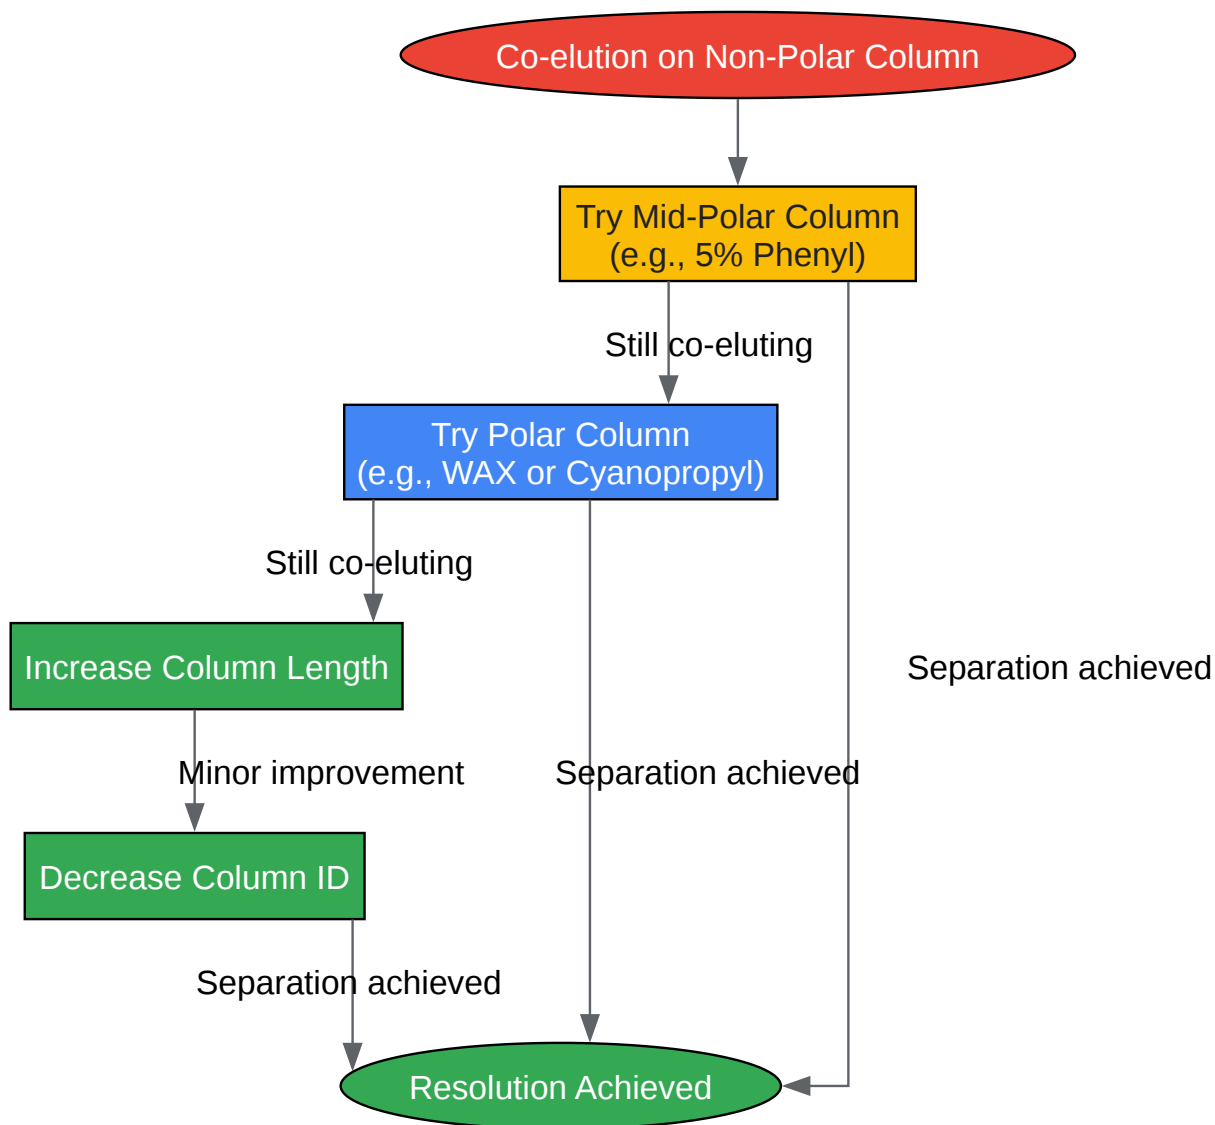 Co-elution on Non-Polar Column
Try Mid-Polar Column
(e.g., 5% Phenyl)
Still co-eluting
Try Polar Column
(e.g., WAX or Cyanopropyl)
Still co-eluting
Increase Column Length
Separation achieved
Minor improvement
Separation achieved
Decrease Column ID
Separation achieved
Resolution Achieved